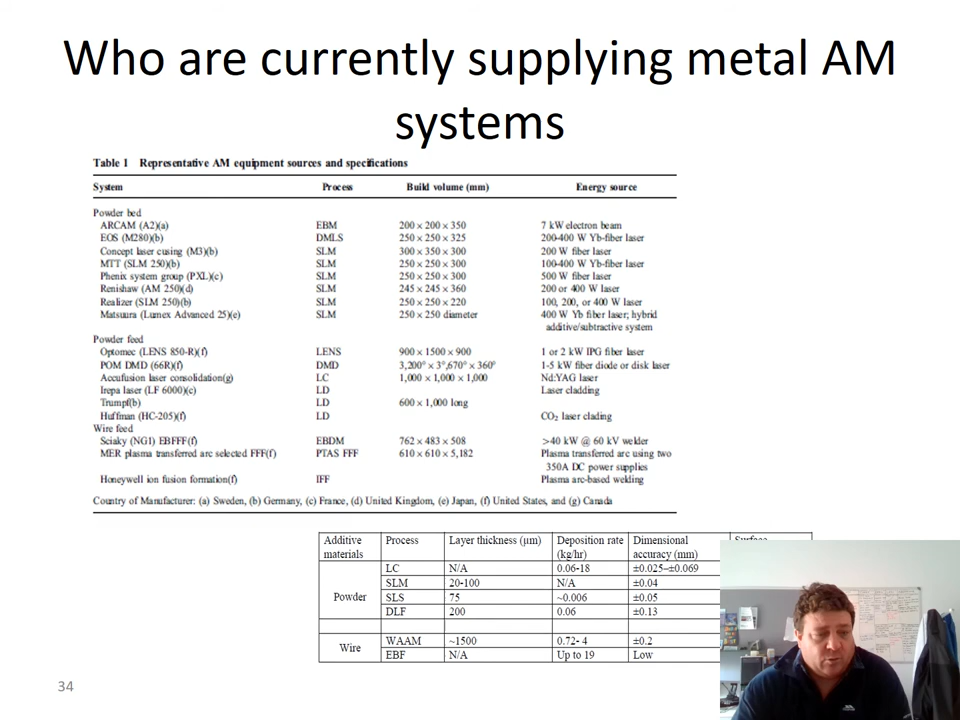 Who are currently supplying metal AM
systems
Table 1 Representative AM equipment sources and specifications
System Process Build volume (mm) Energy source
Powder bed
ARCAM (A2)(a) EBM 200 × 200 × 350 7 kW electron beam
EOS (M280)(b) DMLS 250 × 250 × 325 200-400 W Yb-fiber laser
Concept laser cusing (M3)(b) SLM 300 × 350 × 300 200 W fiber laser
MTT (SLM 250)(b) SLM 250 × 250 × 300 100-400 W Yb-fiber laser
Phenix system group (PXL)(c) SLM 250 × 250 × 300 500 W fiber laser
Renishaw (AM 250)(d) SLM 245 × 245 × 360 200 or 400 W laser
Realizer (SLM 250)(b) SLM 250 × 250 × 220 100, 200, or 400 W laser
Matsuura (Lumex Advanced 25)(e) SLM 250 × 250 diameter 400 W Yb fiber laser; hybrid
additive/subtractive system
Powder feed
Optomec (LENS 850-R)(f) LENS 900 × 1500 × 900 1 or 2 kW IPG fiber laser
POM DMD (66R)(f) DMD 3,200° × 3°,670° × 360° 1-5 kW fiber diode or disk laser
Accufusion laser consolidation(g) LC 1,000 × 1,000 × 1,000 Nd:YAG laser
Irepa laser (LF 6000)(c) LD Laser cladding
Trumpf(b) LD 600 × 1,000 long
Huffman (HC-205)(f) LD CO₂ laser clading
Wire feed
Sciaky (NG1) EBFFF(f) EBDM 762 × 483 × 508 >40 kW @ 60 kV welder
MER plasma transferred arc selected FFF(f) PTAS FFF 610 × 610 × 5,182 Plasma transferred arc using two
350A DC power supplies
Honeywell ion fusion formation(f) IFF Plasma arc-based welding
Country of Manufacturer: (a) Sweden, (b) Germany, (c) France, (d) United Kingdom, (e) Japan, (f) United States, and (g) Canada
Additive Process Layer thickness (μm) Deposition rate Dimensional Surface
materials (kg/hr) accuracy (mm)
LC N/A 0.06-18 ±0.025–±0.069
SLM 20-100 N/A ±0.04
Powder SLS 75 ~0.006 ±0.05
DLF 200 0.06 ±0.13
Wire WAAM ~1500 0.72- 4 ±0.2
EBF N/A Up to 19 Low
34